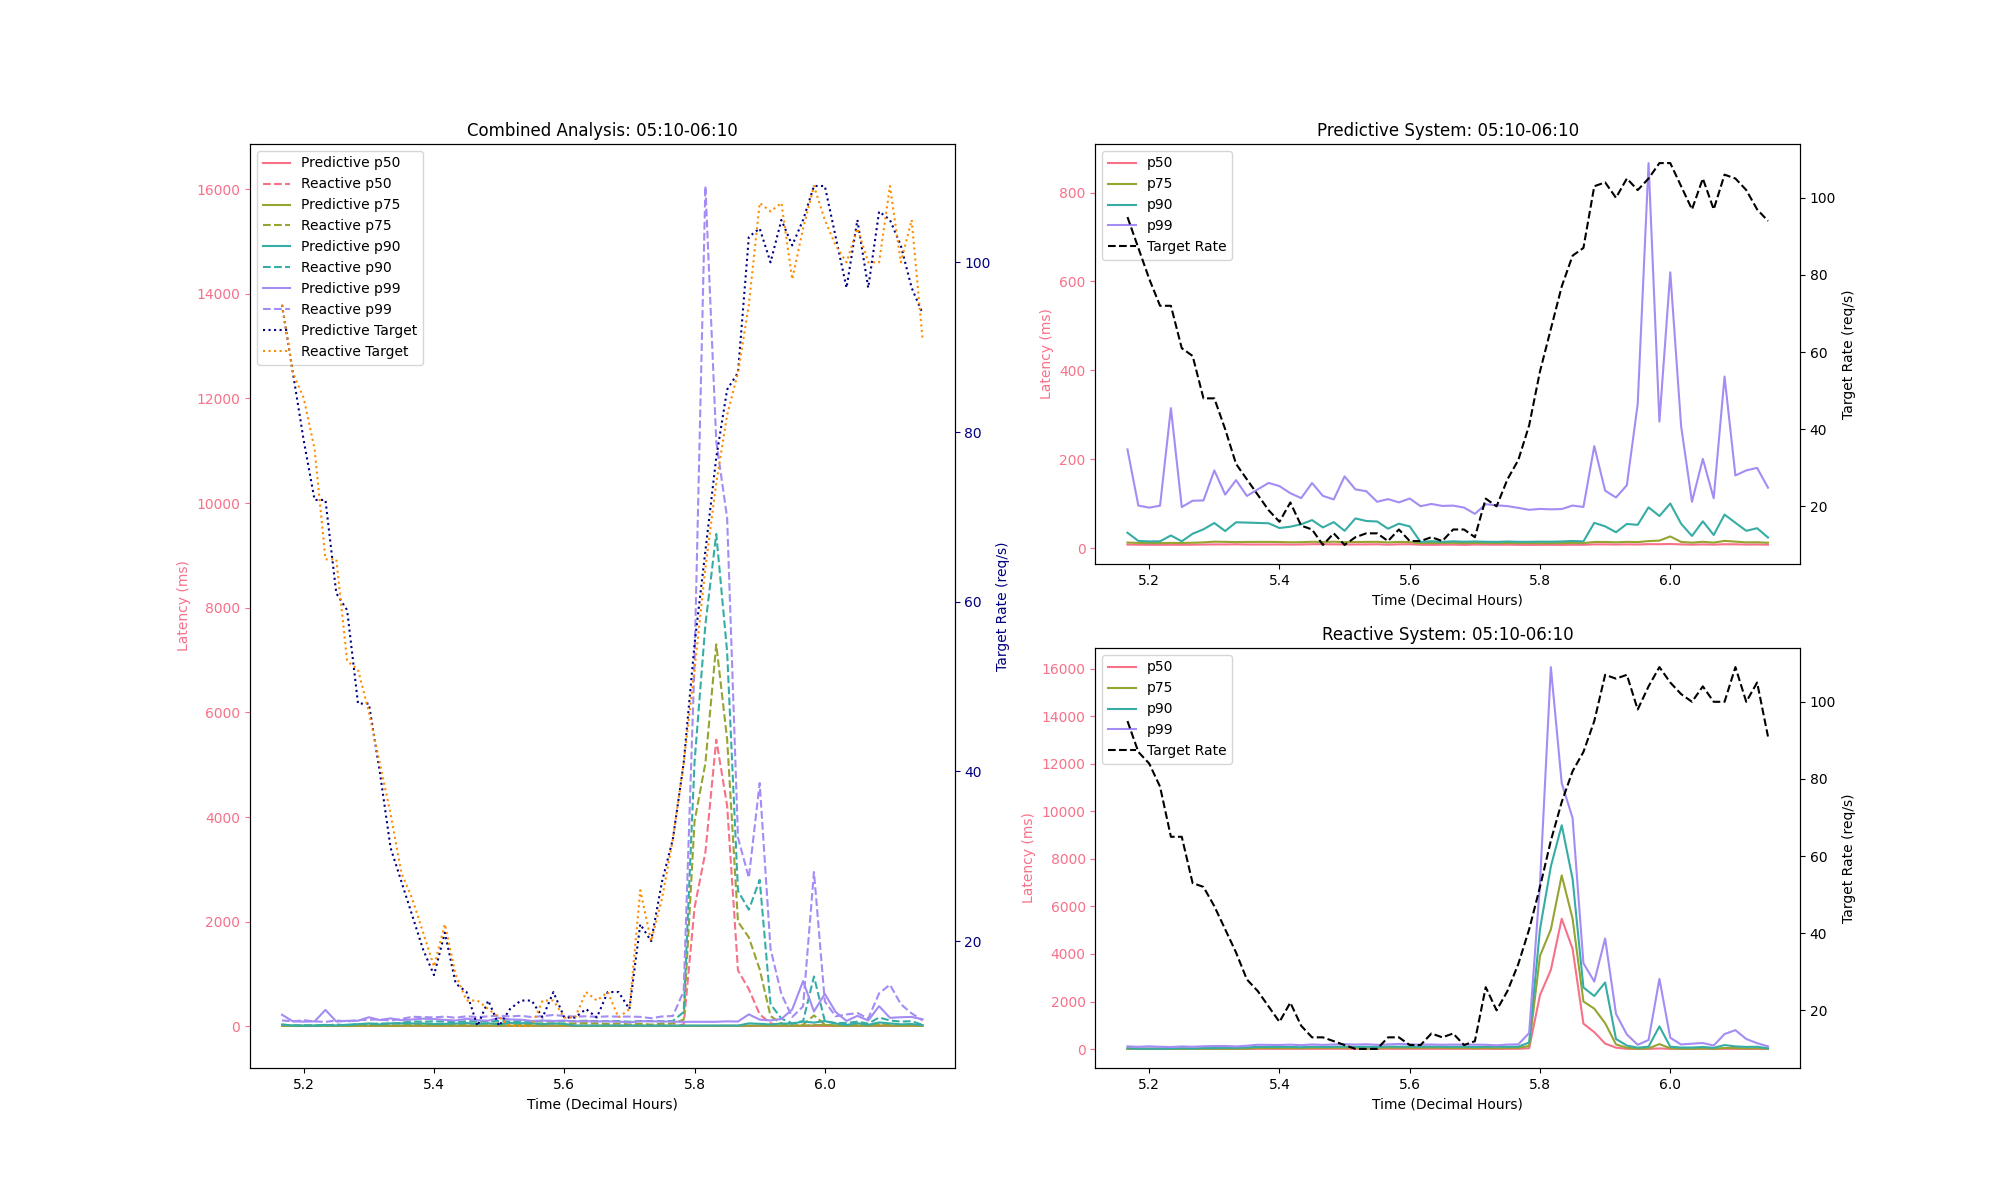 Combined Analysis: 05:10-06:10
Predictive p50
Reactive p50
Predictive p75
Reactive p75
Predictive p90
Reactive p90
Predictive p99
Reactive p99
Predictive Target
Reactive Target
16000
14000
12000
10000
8000
6000
4000
2000
0
Latency (ms)
100
80
60
40
20
Target Rate (req/s)
5.2 5.4 5.6 5.8 6.0
Time (Decimal Hours)
Predictive System: 05:10-06:10
p50
p75
p90
p99
Target Rate
800
600
400
200
0
Latency (ms)
100
80
60
40
20
Target Rate (req/s)
5.2 5.4 5.6 5.8 6.0
Time (Decimal Hours)
Reactive System: 05:10-06:10
p50
p75
p90
p99
Target Rate
16000
14000
12000
10000
8000
6000
4000
2000
0
Latency (ms)
100
80
60
40
20
Target Rate (req/s)
5.2 5.4 5.6 5.8 6.0
Time (Decimal Hours)